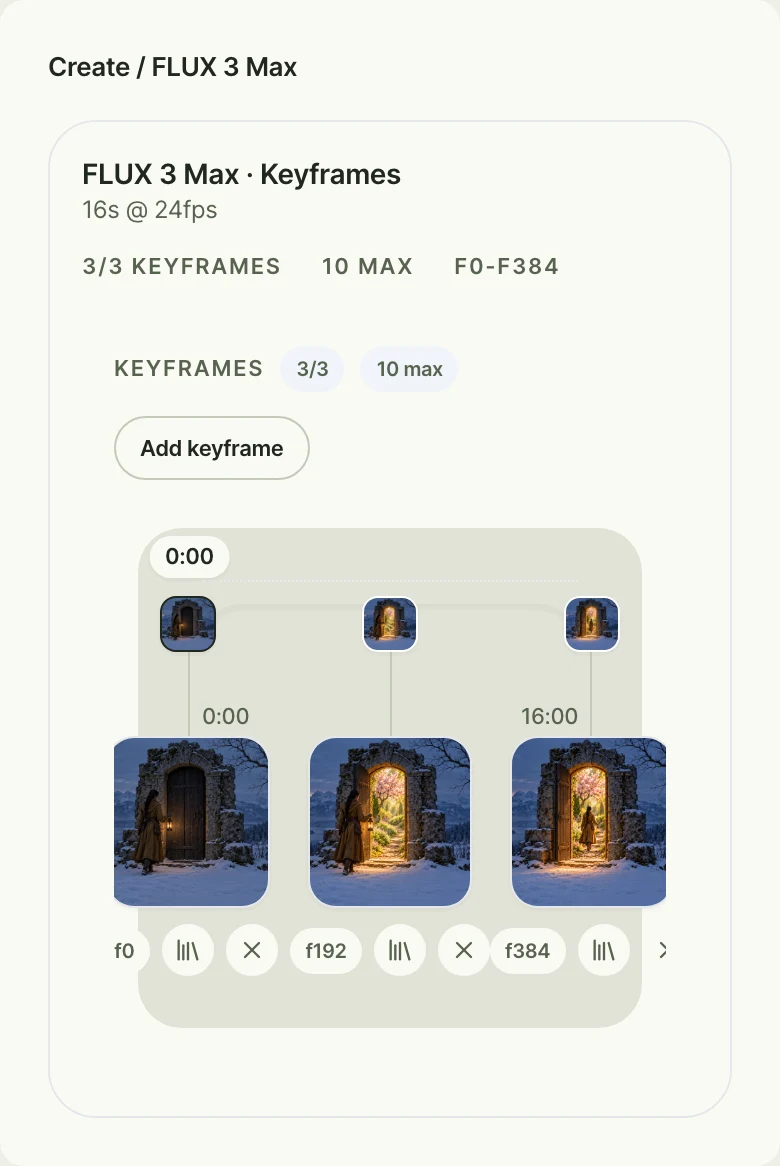 Create / FLUX 3 Max
FLUX 3 Max · Keyframes
16s @ 24fps
3/3 KEYFRAMES 10 MAX F0-F384
KEYFRAMES 3/3 10 max
Add keyframe
0:00
0:00 16:00
f0 f192 f384